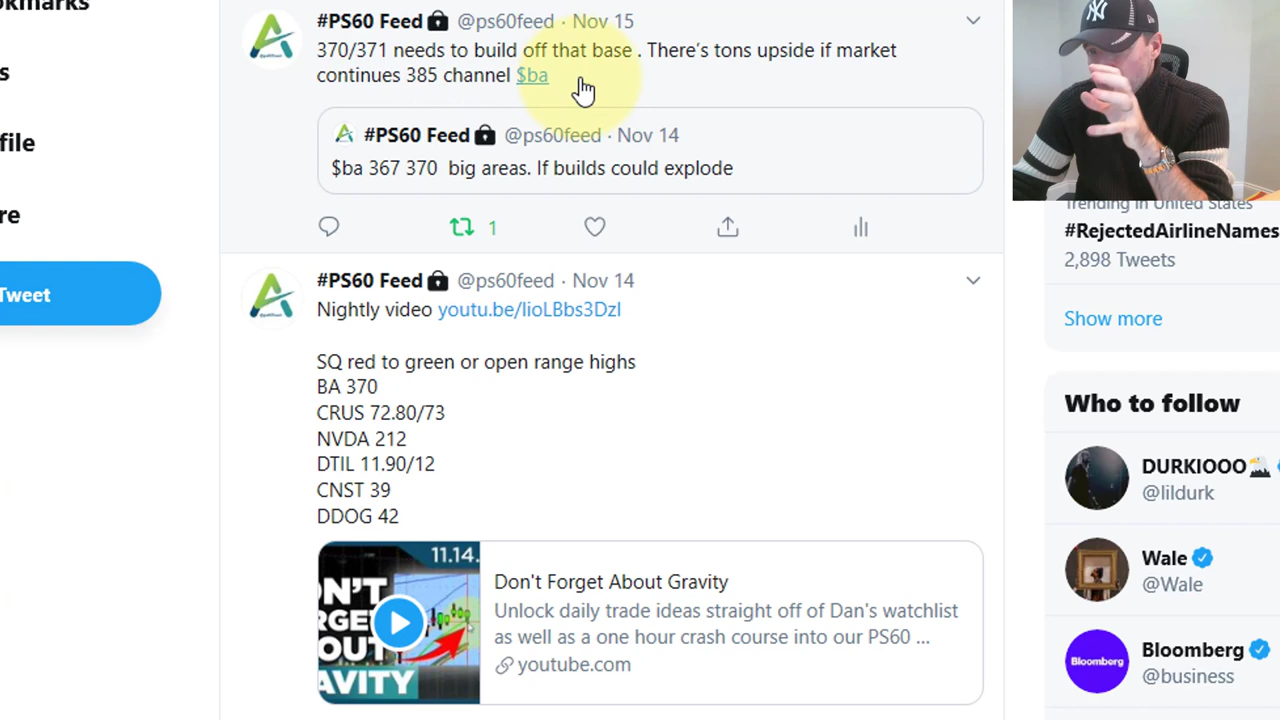 okmarks
#PS60 Feed @ps60feed · Nov 15
370/371 needs to build off that base . There's tons upside if market
continues 385 channel $ba
#PS60 Feed @ps60feed · Nov 14
$ba 367 370 big areas. If builds could explode
1
s
file
re
Tweet
#PS60 Feed @ps60feed · Nov 14
Nightly video youtu.be/IioLBbs3DzI
SQ red to green or open range highs
BA 370
CRUS 72.80/73
NVDA 212
DTIL 11.90/12
CNST 39
DDOG 42
11.14.
N'T
RGE
OUT
AVITY
Don't Forget About Gravity
Unlock daily trade ideas straight off of Dan's watchlist
as well as a one hour crash course into our PS60 ...
youtube.com
Trending in United States
#RejectedAirlineNames
2,898 Tweets
Show more
Who to follow
DURKIOOO
@lildurk
Wale
@Wale
Bloomberg
Bloomberg
@business